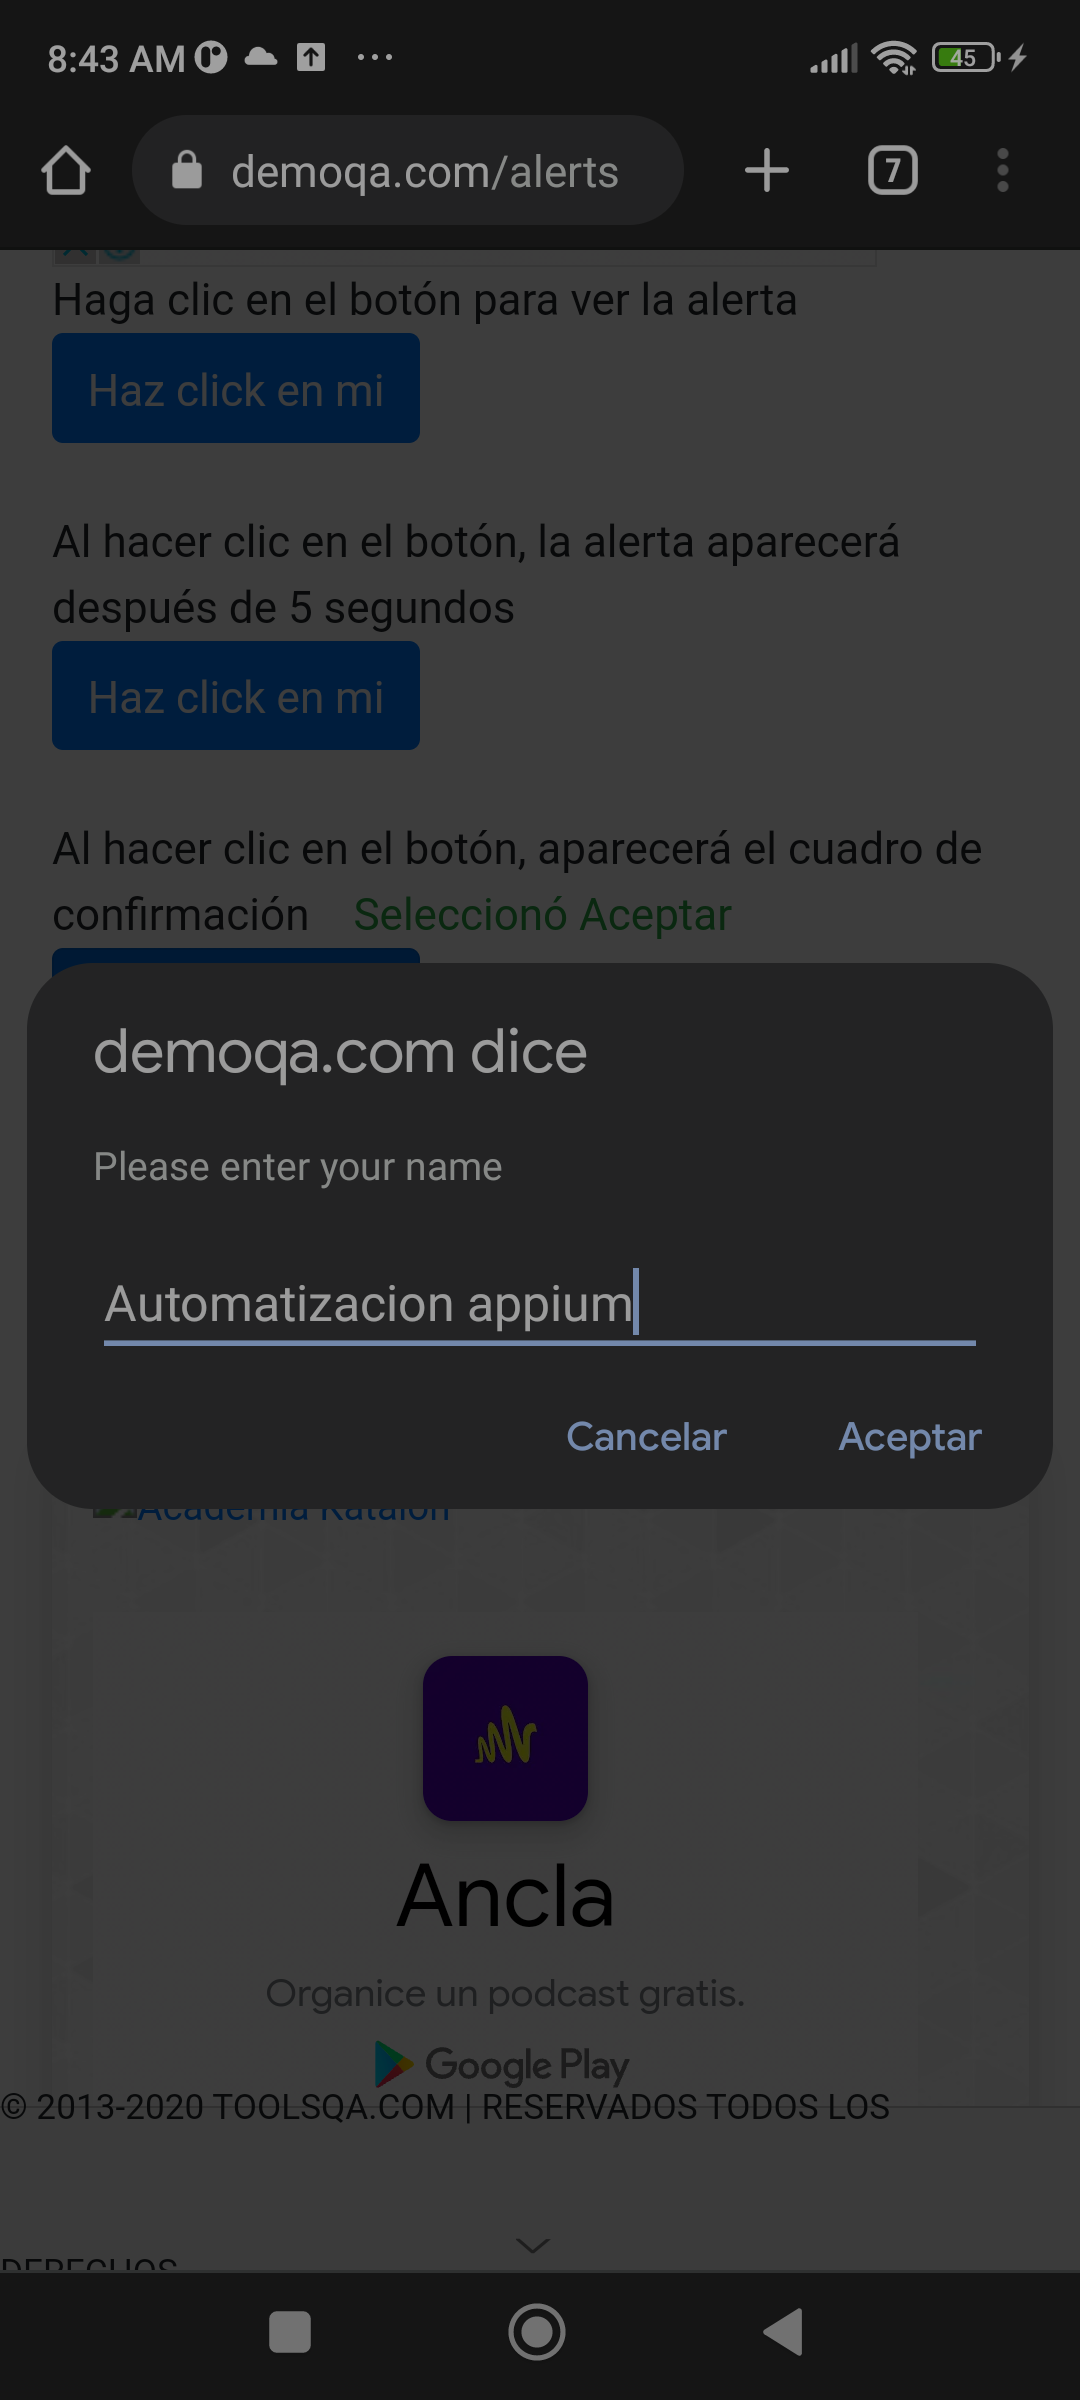 8:43 AM
45
demoqa.com/alerts
7
Haga clic en el botón para ver la alerta
Haz click en mi
Al hacer clic en el botón, la alerta aparecerá
después de 5 segundos
Haz click en mi
Al hacer clic en el botón, aparecerá el cuadro de
confirmación Seleccionó Aceptar
demoqa.com dice
Please enter your name
Automatizacion appium
Cancelar Aceptar
Academia Katalon
Ancla
Organice un podcast gratis.
Google Play
© 2013-2020 TOOLSQA.COM | RESERVADOS TODOS LOS
DERECHOS